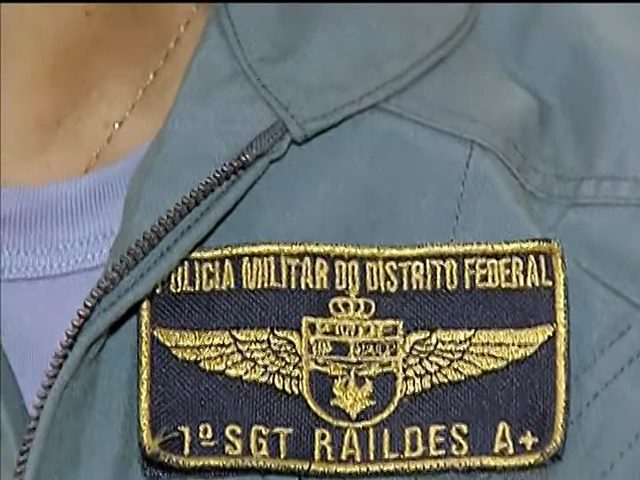 POLICIA MILITAR DO DISTRITO FEDERAL
1º SGT RAILDES A+